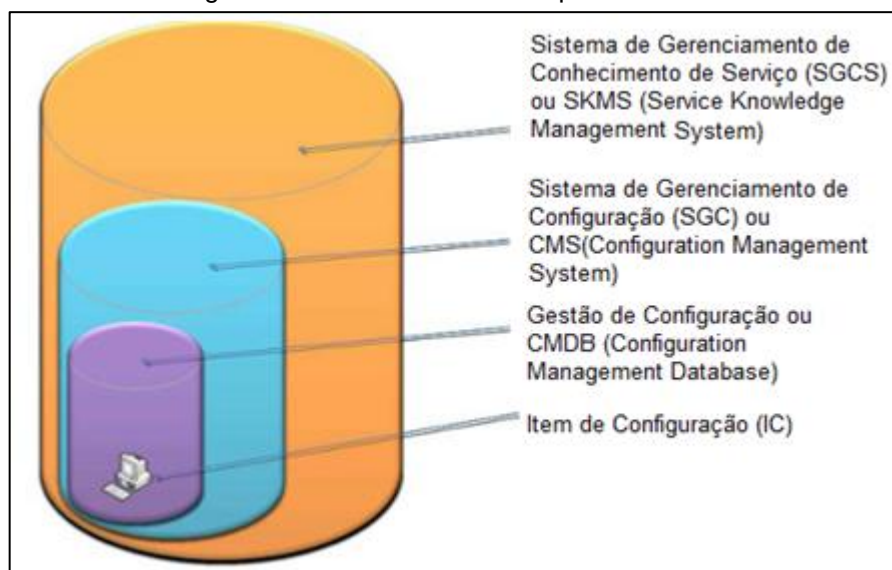 Sistema de Gerenciamento de
Conhecimento de Serviço (SGCS)
ou SKMS (Service Knowledge
Management System)
Sistema de Gerenciamento de
Configuração (SGC) ou
CMS(Configuration Management
System)
Gestão de Configuração ou
CMDB (Configuration
Management Database)
Item de Configuração (IC)